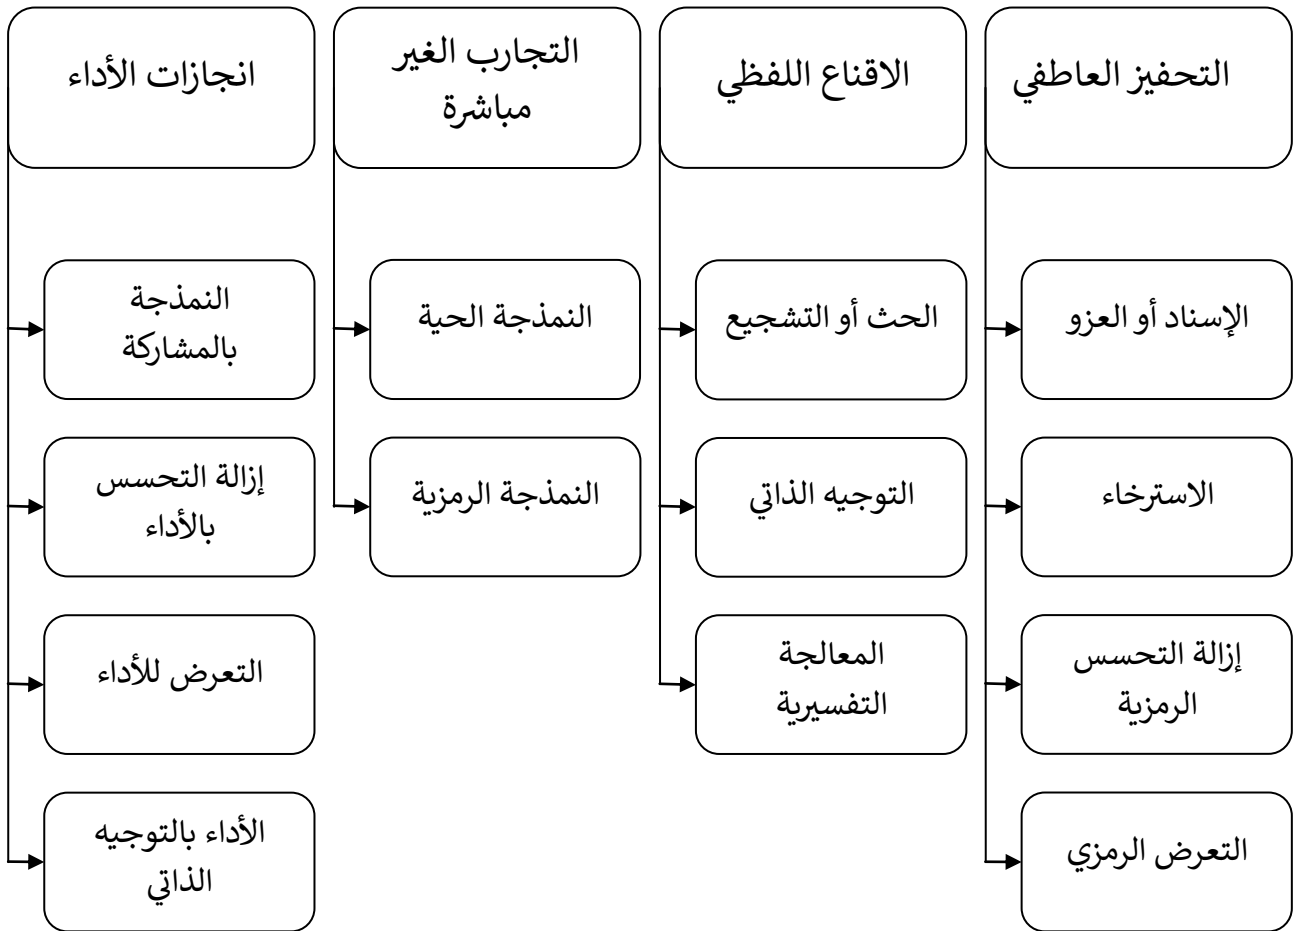 انجازات الأداء
النمذجة
بالمشاركة
إزالة التحسس
بالأداء
التعرض للأداء
الأداء بالتوجيه
الذاتي
التجارب الغير
مباشرة
النمذجة الحية
النمذجة الرمزية
الاقناع اللفظي
الحث أو التشجيع
التوجيه الذاتي
المعالجة
التفسيرية
التحفيز العاطفي
الإسناد أو العزو
الاسترخاء
إزالة التحسس
الرمزية
التعرض الرمزي